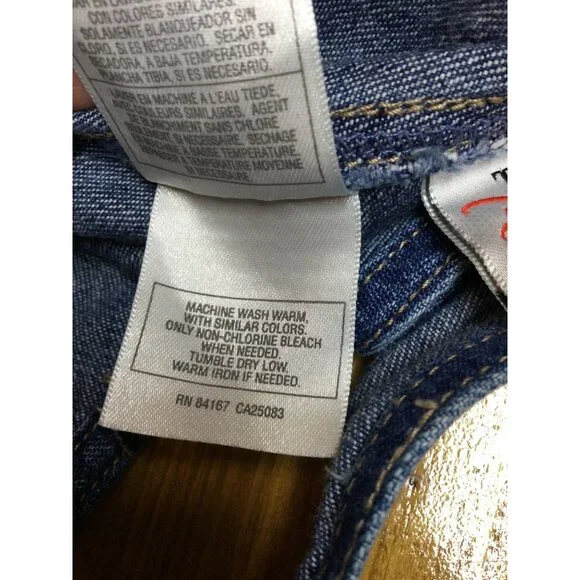 CON COLORES SIMILARES.
SOLAMENTE BLANQUEADOR SIN
CLORO, SI ES NECESARIO. SECAR EN
SECADORA A BAJA TEMPERATURA.
PLANCHA TIBIA, SI ES NECESARIO.
LAVER EN MACHINE A L'EAU TIEDE,
AVEC COULEURS SIMILAIRES. AGENT
DE BLANCHIMENT SANS CHLORE
SI NECESSAIRE. SECHAGE
A BASSE TEMPERATURE
A TEMPERATURE MOYENNE
SI NECESSAIRE.
MACHINE WASH WARM,
WITH SIMILAR COLORS.
ONLY NON-CHLORINE BLEACH
WHEN NEEDED.
TUMBLE DRY LOW.
WARM IRON IF NEEDED.
RN 84167 CA25083